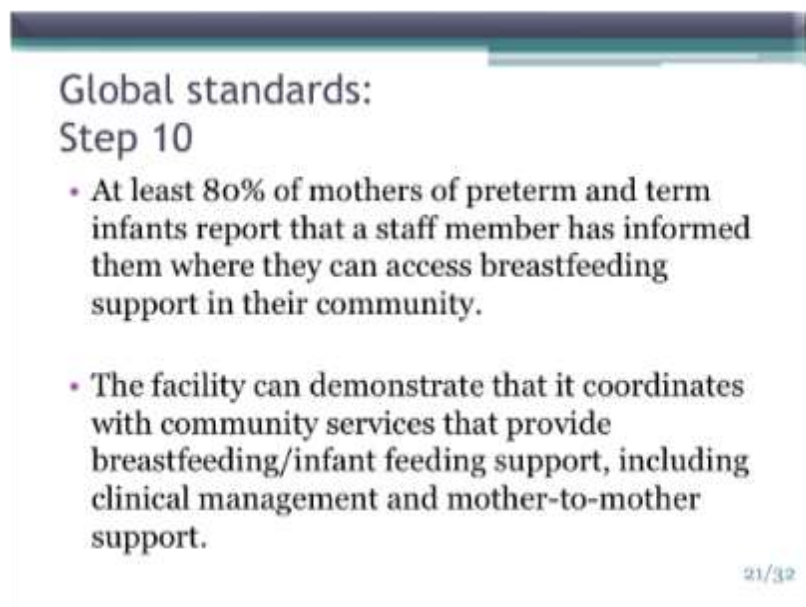 Global standards:
Step 10
• At least 80% of mothers of preterm and term
infants report that a staff member has informed
them where they can access breastfeeding
support in their community.
• The facility can demonstrate that it coordinates
with community services that provide
breastfeeding/infant feeding support, including
clinical management and mother-to-mother
support.
21/32